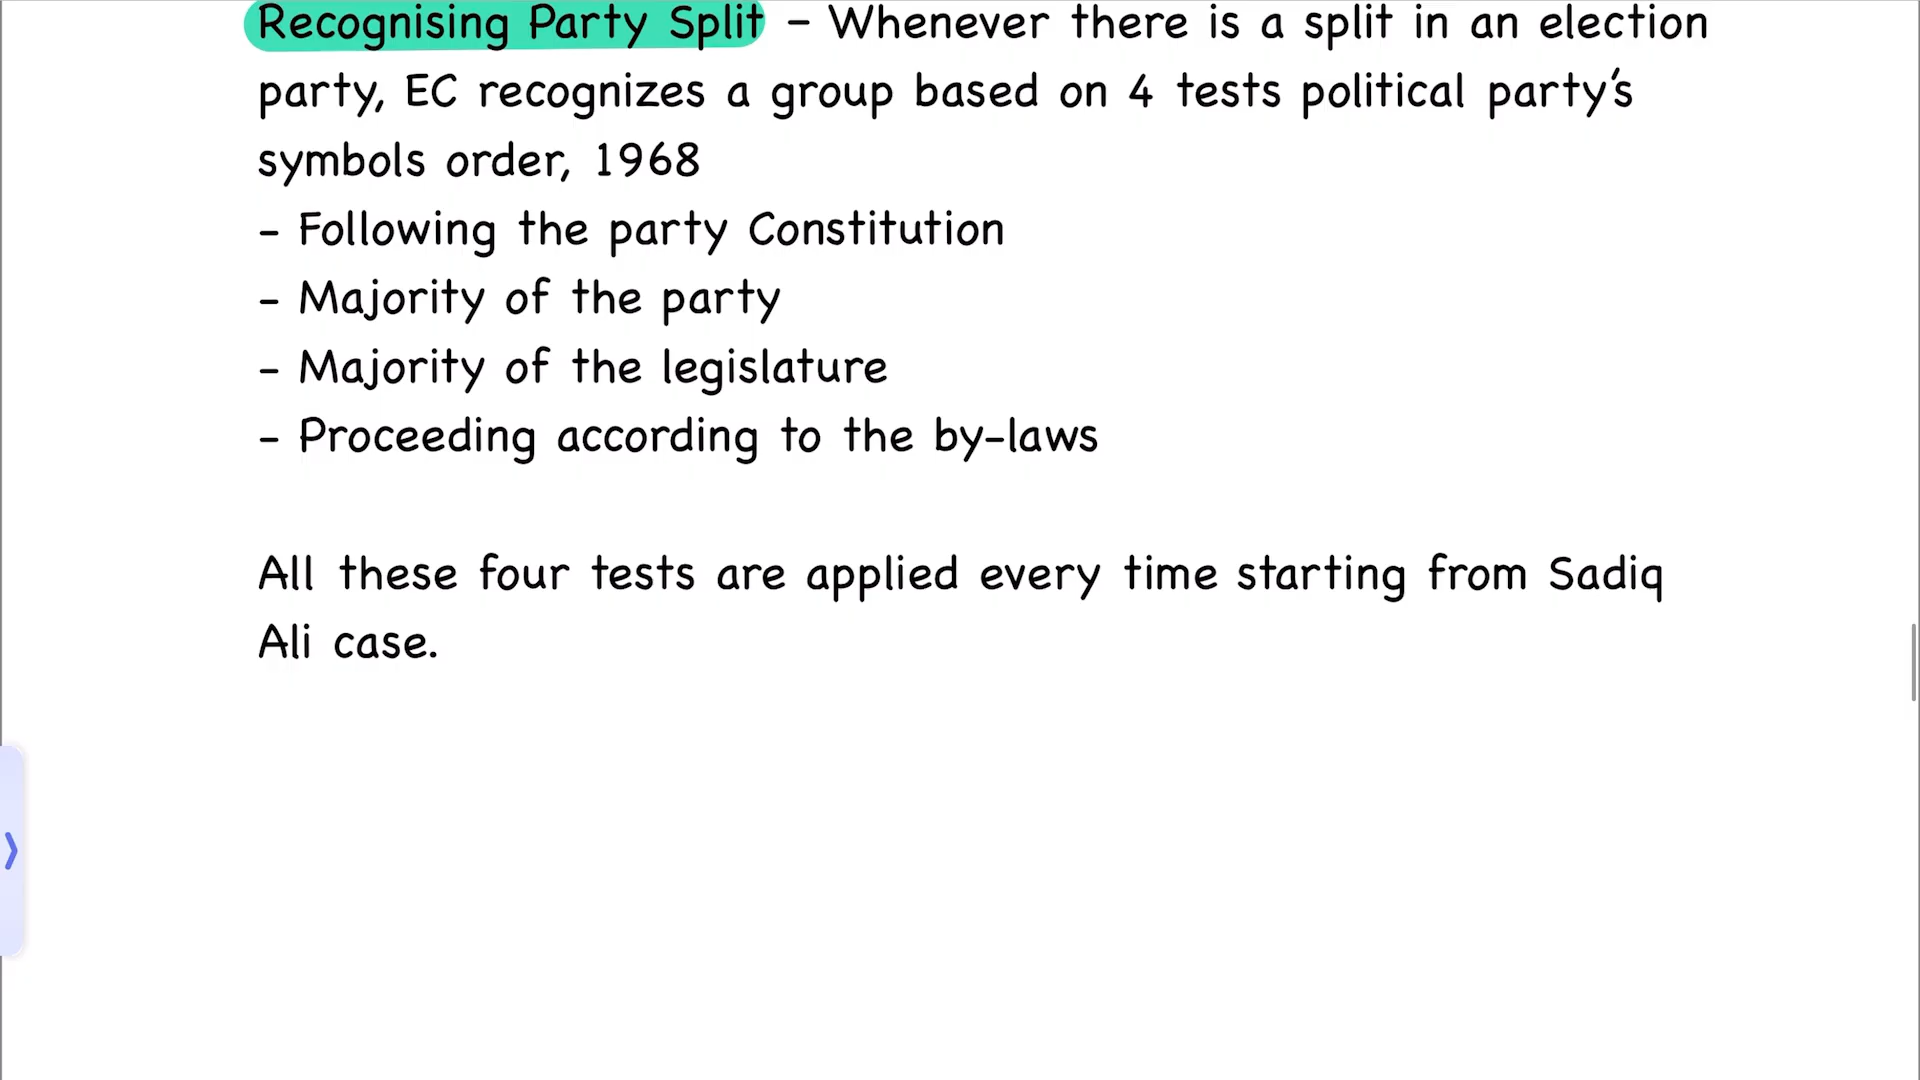 Recognising Party Split – Whenever there is a split in an election
party, EC recognizes a group based on 4 tests political party's
symbols order, 1968
– Following the party Constitution
– Majority of the party
– Majority of the legislature
– Proceeding according to the by-laws
All these four tests are applied every time starting from Sadiq
Ali case.